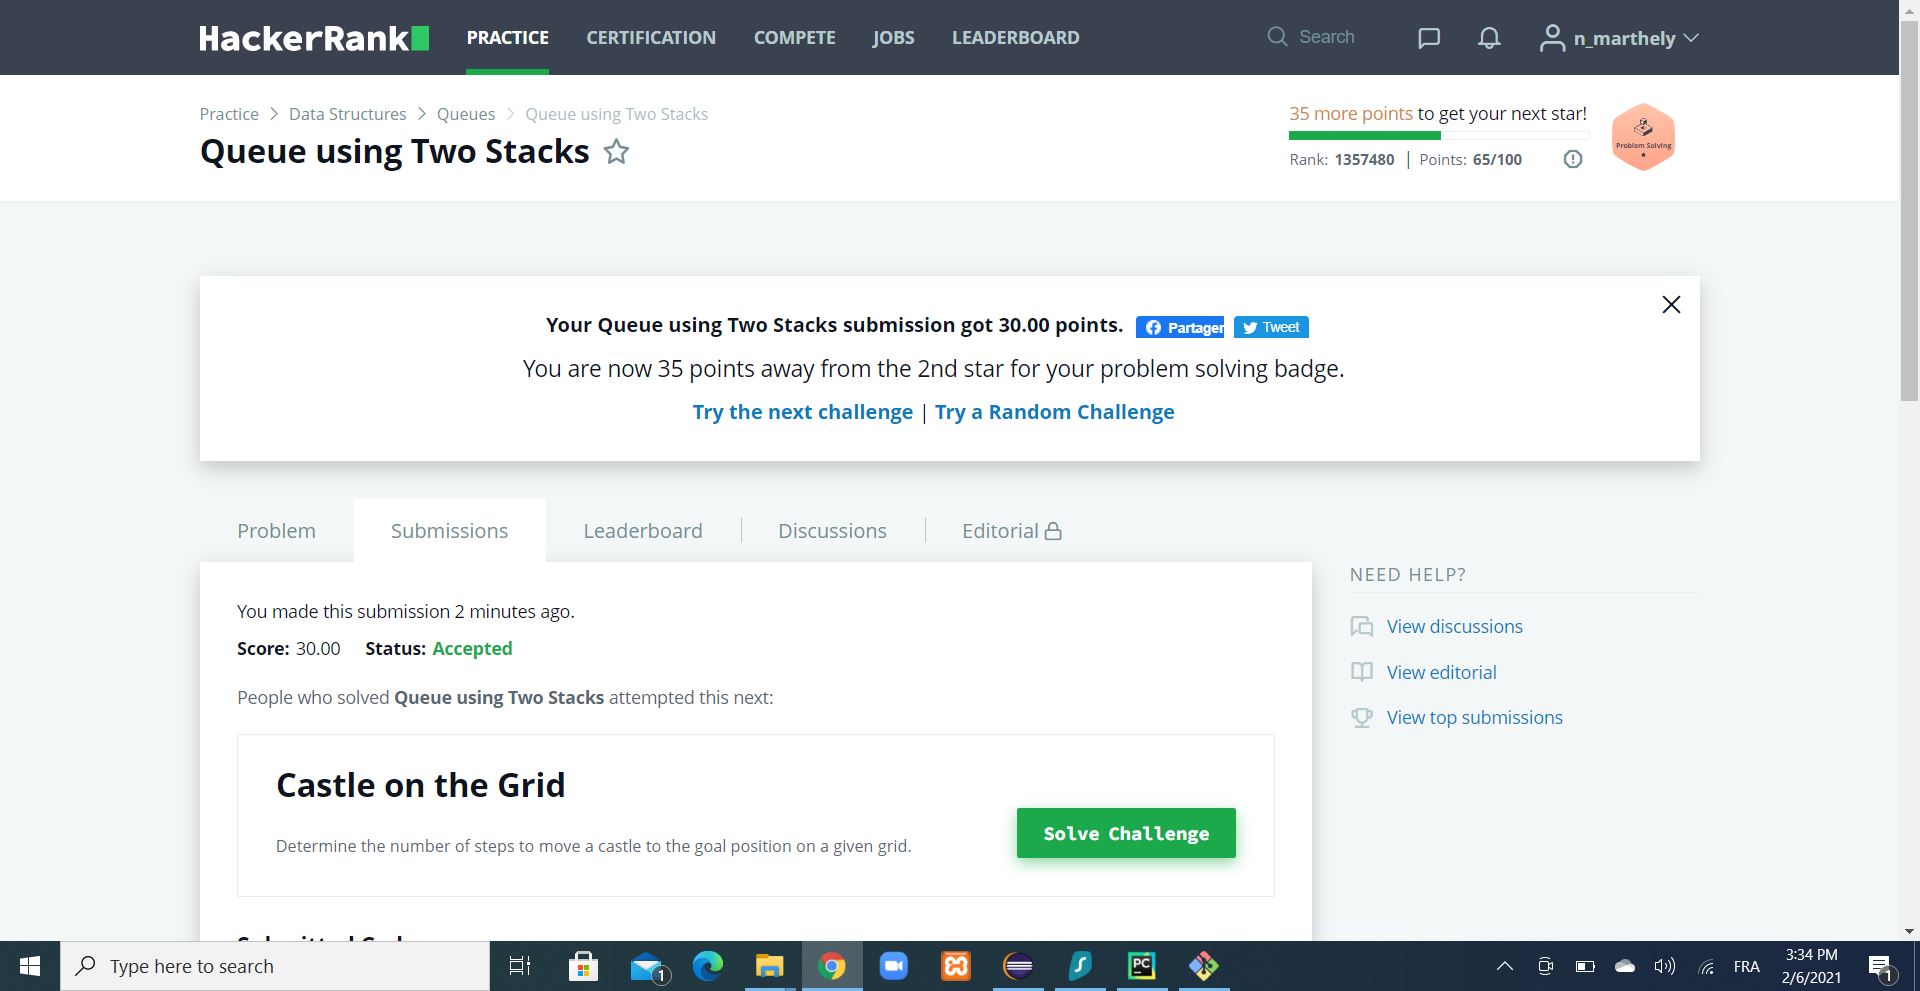 HackerRank PRACTICE CERTIFICATION COMPETE JOBS LEADERBOARD Search n_marthely
Practice > Data Structures > Queues > Queue using Two Stacks
Queue using Two Stacks
35 more points to get your next star!
Rank: 1357480 | Points: 65/100
Problem Solving
Your Queue using Two Stacks submission got 30.00 points. Partager Tweet
You are now 35 points away from the 2nd star for your problem solving badge.
Try the next challenge | Try a Random Challenge
Problem Submissions Leaderboard Discussions Editorial
You made this submission 2 minutes ago.
Score: 30.00 Status: Accepted
People who solved Queue using Two Stacks attempted this next:
Castle on the Grid
Determine the number of steps to move a castle to the goal position on a given grid.
Solve Challenge
NEED HELP?
View discussions
View editorial
View top submissions
Type here to search
1
PC
FRA
3:34 PM
2/6/2021
1